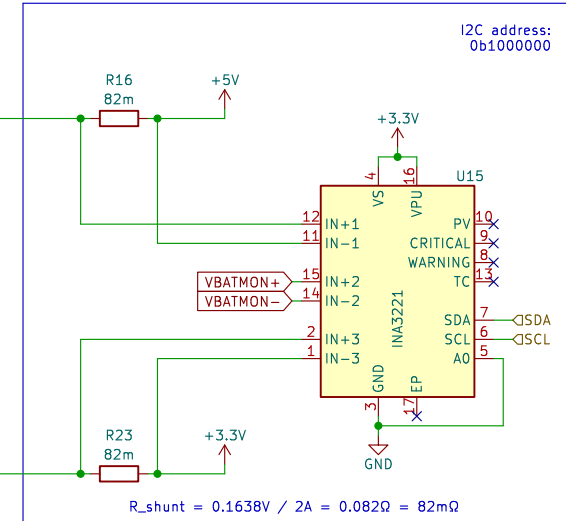 I2C address:
0b1000000
R16
82m
+5V
+3.3V
4
16
U15
VS
VPU
12
IN+1
PV
10
11
IN-1
CRITICAL
9
WARNING
8
VBATMON+
15
IN+2
TC
13
VBATMON-
14
IN-2
INA3221
SDA
7
SDA
2
IN+3
SCL
6
SCL
1
IN-3
A0
5
GND
EP
3
17
R23
82m
+3.3V
GND
R_shunt = 0.1638V / 2A = 0.082Ω = 82mΩ